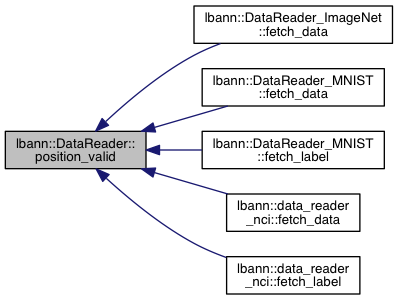 lbann::DataReader_ImageNet
::fetch_data
lbann::DataReader_MNIST
::fetch_data
lbann::DataReader::
position_valid
lbann::DataReader_MNIST
::fetch_label
lbann::data_reader
_nci::fetch_data
lbann::data_reader
_nci::fetch_label